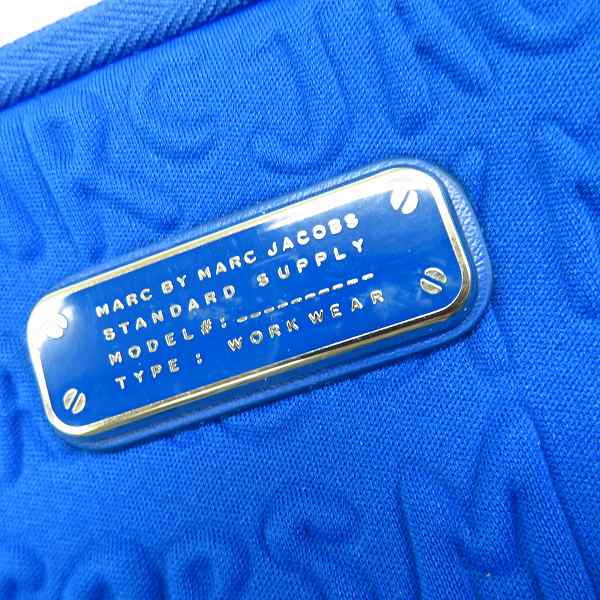 MARC BY MARC JACOBS
STANDARD SUPPLY
MODEL#:__________
TYPE: WORKWEAR